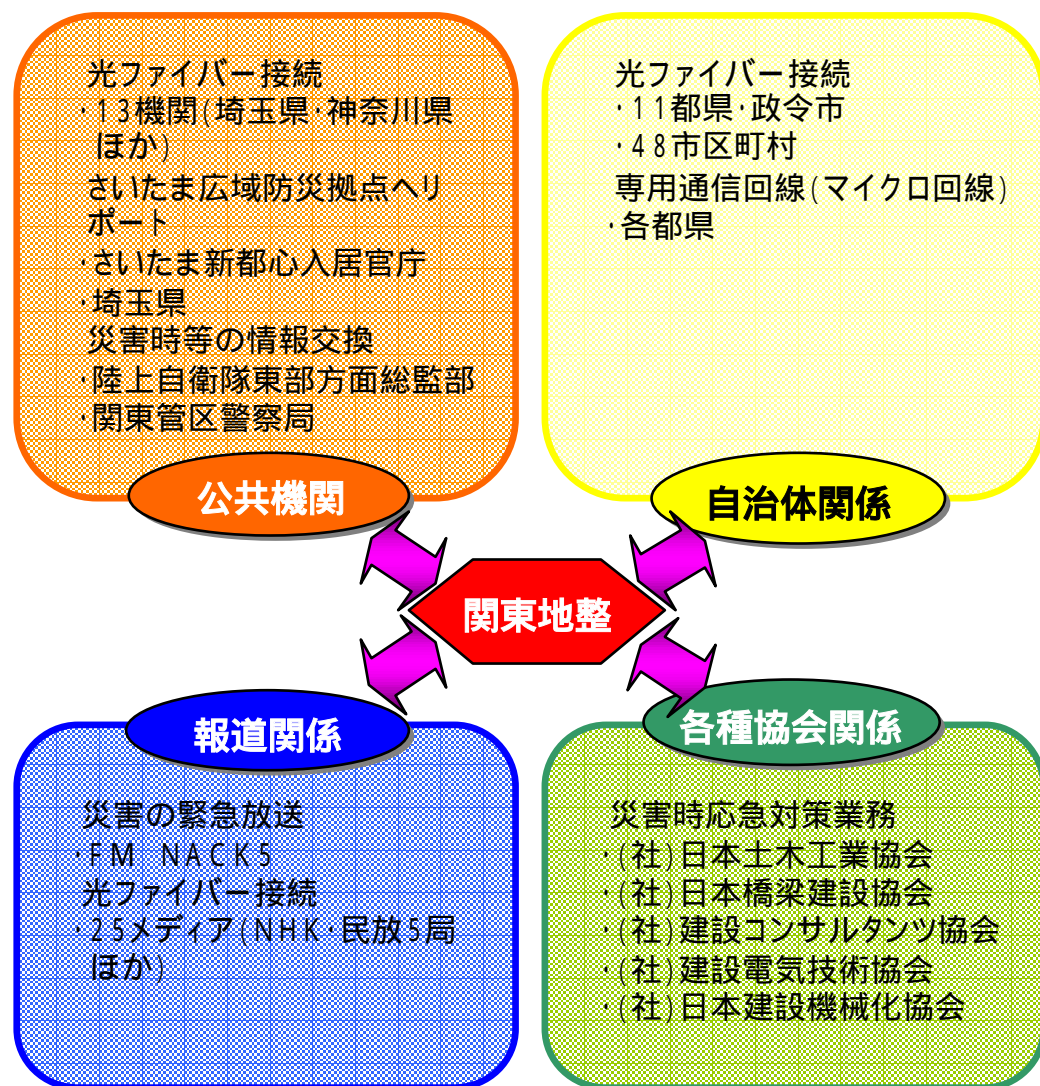 光ファイバー接続
・13機関(埼玉県・神奈川県
ほか)
さいたま広域防災拠点ヘリ
ポート
・さいたま新都心入居官庁
・埼玉県
災害時等の情報交換
・陸上自衛隊東部方面総監部
・関東管区警察局
公共機関
光ファイバー接続
・11都県・政令市
・48市区町村
専用通信回線(マイクロ回線)
・各都県
自治体関係
関東地整
報道関係
災害の緊急放送
・FM NACK5
光ファイバー接続
・25メディア(NHK・民放5局
ほか)
各種協会関係
災害時応急対策業務
・(社)日本土木工業協会
・(社)日本橋梁建設協会
・(社)建設コンサルタンツ協会
・(社)建設電気技術協会
・(社)日本建設機械化協会